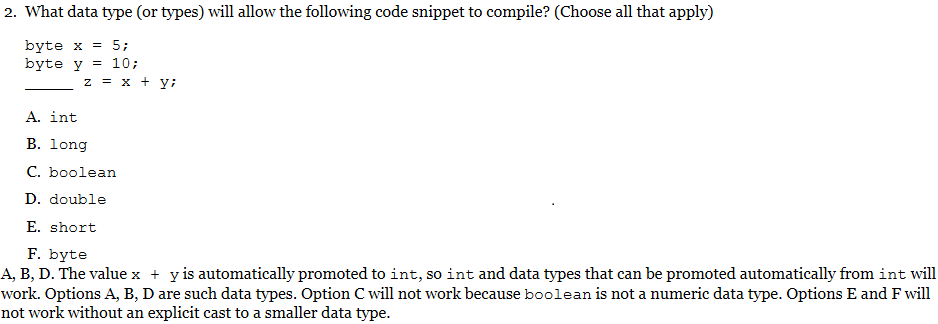 2. What data type (or types) will allow the following code snippet to compile? (Choose all that apply)
byte x = 5;
byte y = 10;
_____ z = x + y;
A. int
B. long
C. boolean
D. double
E. short
F. byte
A, B, D. The value x + y is automatically promoted to int, so int and data types that can be promoted automatically from int will
work. Options A, B, D are such data types. Option C will not work because boolean is not a numeric data type. Options E and F will
not work without an explicit cast to a smaller data type.